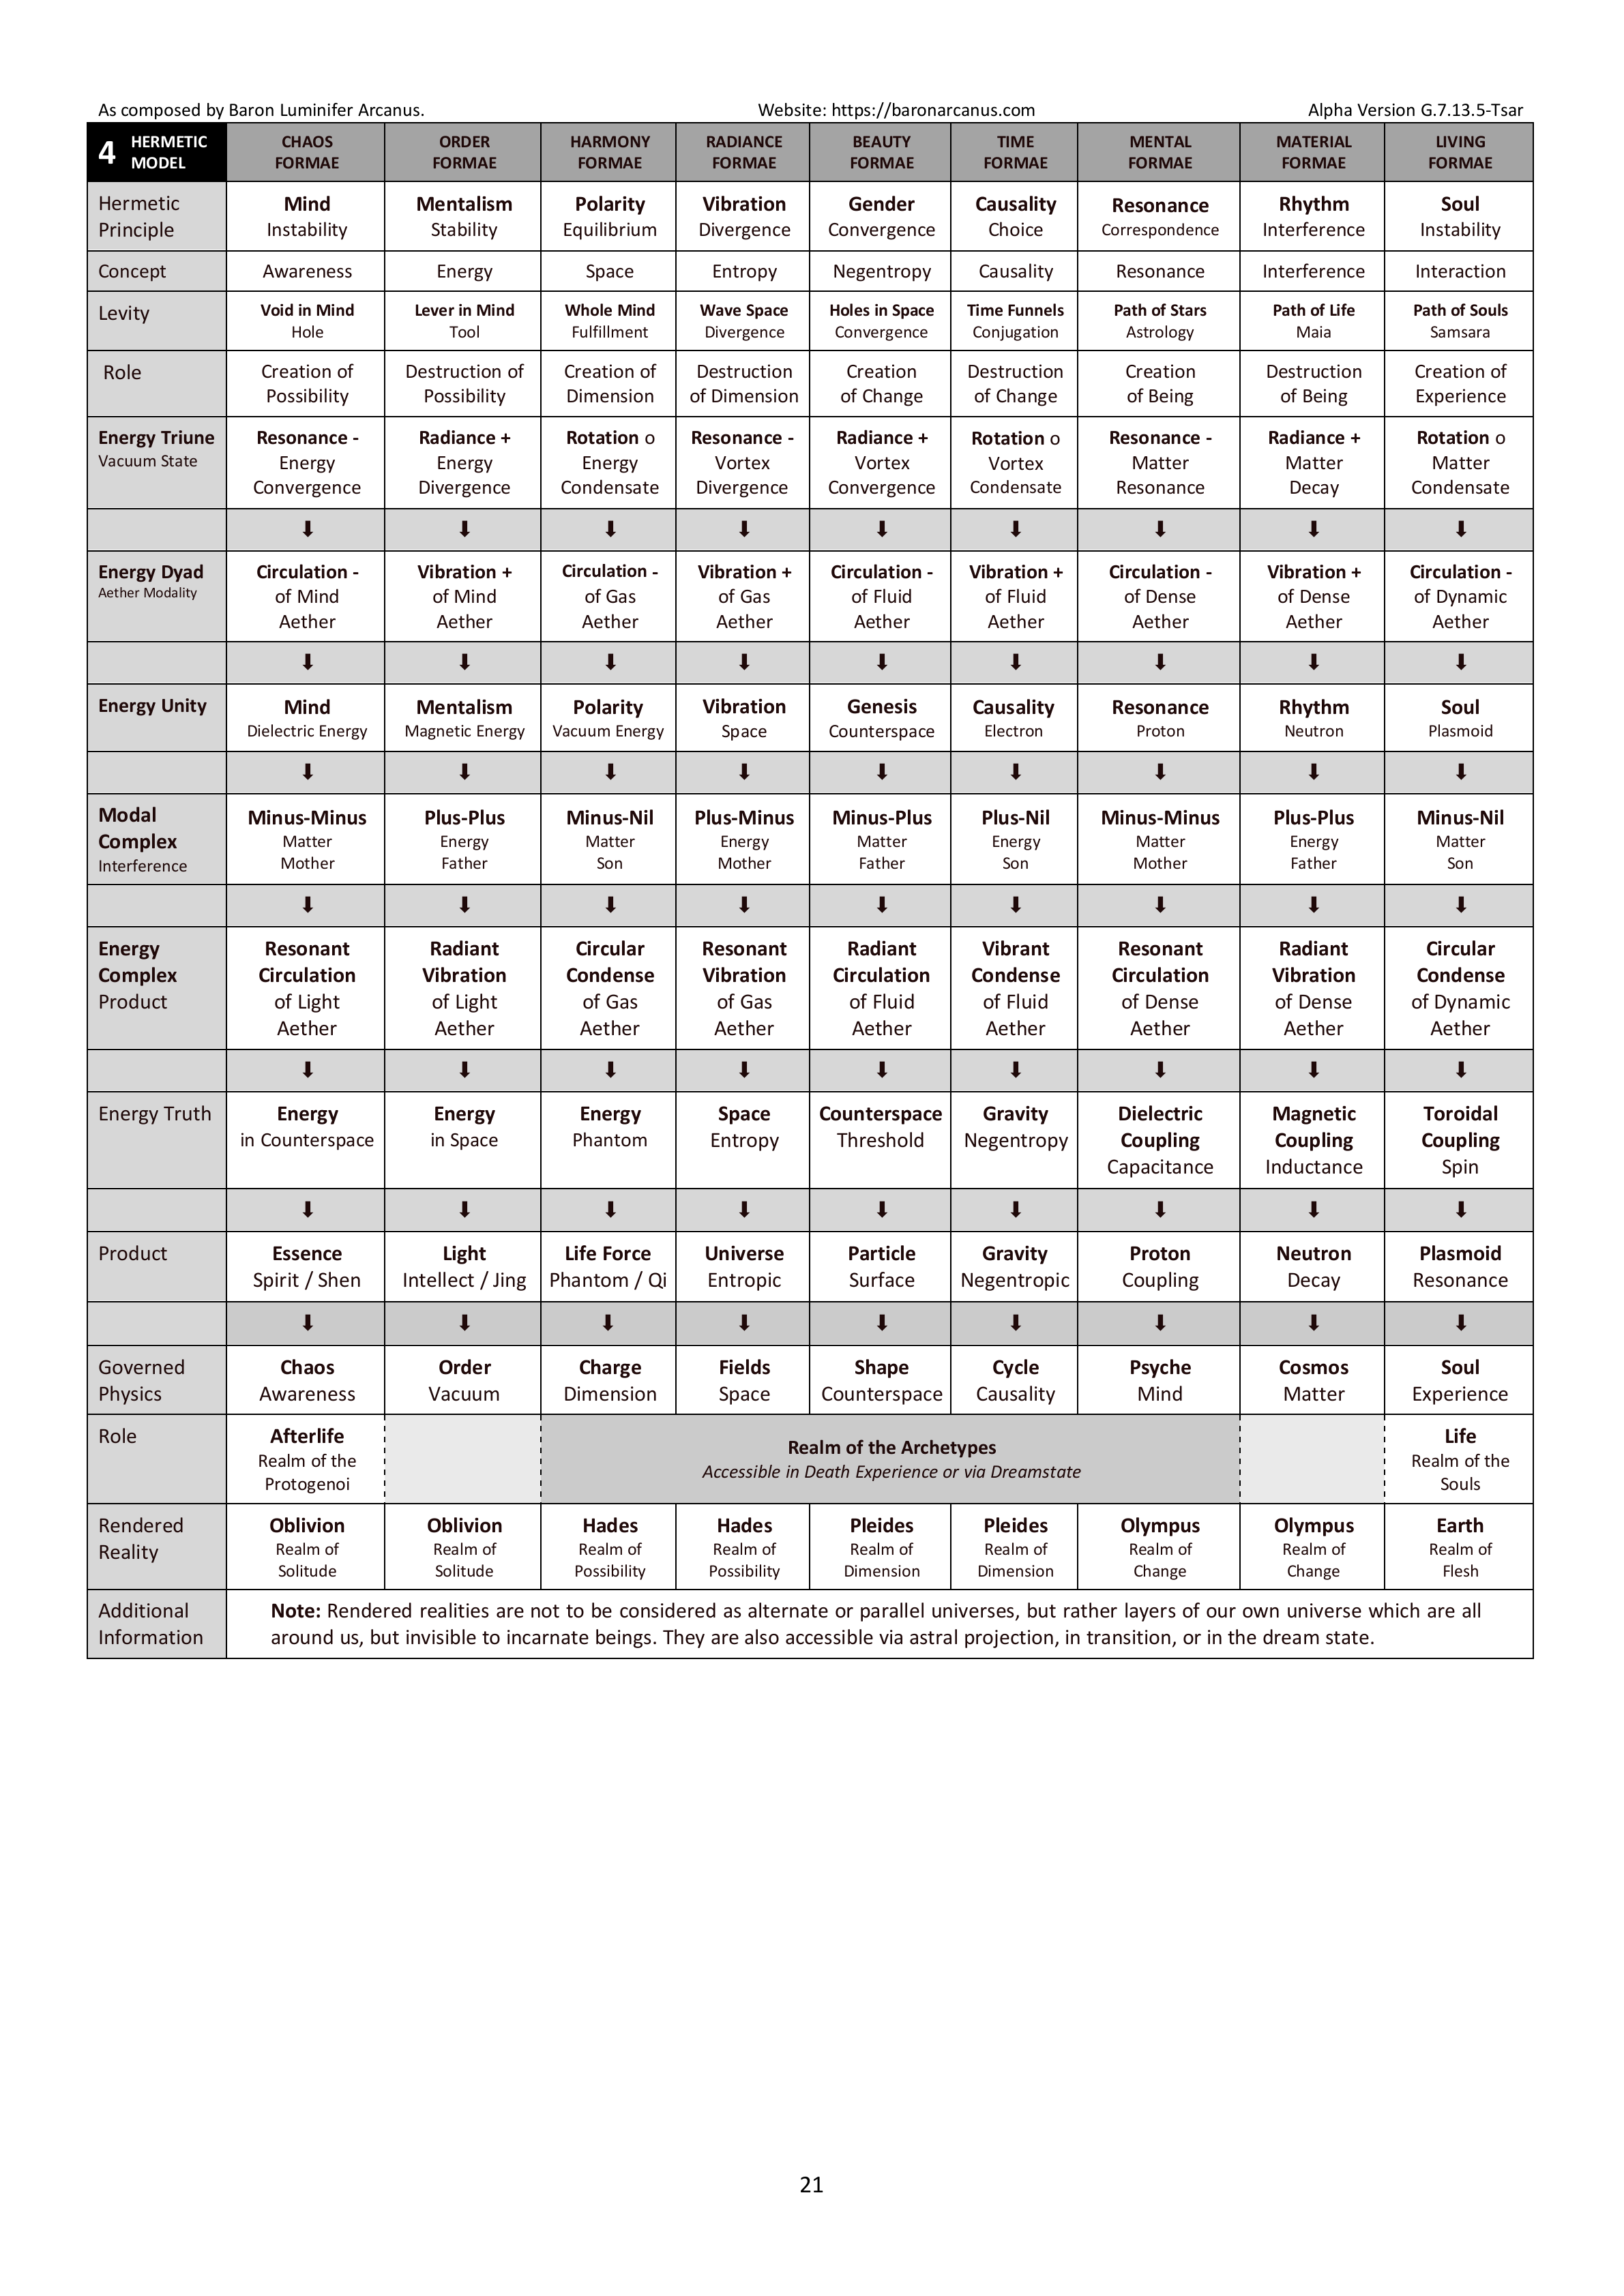 As composed by Baron Luminifer Arcanus. Website: https://baronarcanus.com Alpha Version G.7.13.5-Tsar
4 HERMETIC MODEL CHAOS FORMAE ORDER FORMAE HARMONY FORMAE RADIANCE FORMAE BEAUTY FORMAE TIME FORMAE MENTAL FORMAE MATERIAL FORMAE LIVING FORMAE
Hermetic Mind Mentalism Polarity Vibration Gender Causality Resonance Rhythm Soul
Principle Instability Stability Equilibrium Divergence Convergence Choice Correspondence Interference Instability
Concept Awareness Energy Space Entropy Negentropy Causality Resonance Interference Interaction
Levity Void in Mind Lever in Mind Whole Mind Wave Space Holes in Space Time Funnels Path of Stars Path of Life Path of Souls
Hole Tool Fulfillment Divergence Convergence Conjugation Astrology Maia Samsara
Role Creation of Destruction of Creation of Destruction Creation Destruction Creation Destruction Creation of
Possibility Possibility Dimension of Dimension of Change of Change of Being of Being Experience
Energy Triune Resonance - Radiance + Rotation o Resonance - Radiance + Rotation o Resonance - Radiance + Rotation o
Vacuum State Energy Energy Energy Vortex Vortex Vortex Matter Matter Matter
Convergence Divergence Condensate Divergence Convergence Condensate Resonance Decay Condensate
⬇ ⬇ ⬇ ⬇ ⬇ ⬇ ⬇ ⬇ ⬇
Energy Dyad Circulation - Vibration + Circulation - Vibration + Circulation - Vibration + Circulation - Vibration + Circulation -
Aether Modality of Mind of Mind of Gas of Gas of Fluid of Fluid of Dense of Dense of Dynamic
Aether Aether Aether Aether Aether Aether Aether Aether Aether
⬇ ⬇ ⬇ ⬇ ⬇ ⬇ ⬇ ⬇ ⬇
Energy Unity Mind Mentalism Polarity Vibration Genesis Causality Resonance Rhythm Soul
Dielectric Energy Magnetic Energy Vacuum Energy Space Counterspace Electron Proton Neutron Plasmoid
⬇ ⬇ ⬇ ⬇ ⬇ ⬇ ⬇ ⬇ ⬇
Modal Minus-Minus Plus-Plus Minus-Nil Plus-Minus Minus-Plus Plus-Nil Minus-Minus Plus-Plus Minus-Nil
Complex Matter Energy Matter Energy Matter Energy Matter Energy Matter
Interference Mother Father Son Mother Father Son Mother Father Son
⬇ ⬇ ⬇ ⬇ ⬇ ⬇ ⬇ ⬇ ⬇
Energy Resonant Radiant Circular Resonant Radiant Vibrant Resonant Radiant Circular
Complex Circulation Vibration Condense Vibration Circulation Condense Circulation Vibration Condense
Product of Light of Light of Gas of Gas of Fluid of Fluid of Dense of Dense of Dynamic
Aether Aether Aether Aether Aether Aether Aether Aether Aether
⬇ ⬇ ⬇ ⬇ ⬇ ⬇ ⬇ ⬇ ⬇
Energy Truth Energy Energy Energy Space Counterspace Gravity Dielectric Magnetic Toroidal
in Counterspace in Space Phantom Entropy Threshold Negentropy Coupling Coupling Coupling
Capacitance Inductance Spin
⬇ ⬇ ⬇ ⬇ ⬇ ⬇ ⬇ ⬇ ⬇
Product Essence Light Life Force Universe Particle Gravity Proton Neutron Plasmoid
Spirit / Shen Intellect / Jing Phantom / Qi Entropic Surface Negentropic Coupling Decay Resonance
⬇ ⬇ ⬇ ⬇ ⬇ ⬇ ⬇ ⬇ ⬇
Governed Chaos Order Charge Fields Shape Cycle Psyche Cosmos Soul
Physics Awareness Vacuum Dimension Space Counterspace Causality Mind Matter Experience
Role Afterlife Realm of the Archetypes Life
Realm of the Accessible in Death Experience or via Dreamstate Realm of the
Protogenoi Souls
Rendered Oblivion Oblivion Hades Hades Pleides Pleides Olympus Olympus Earth
Reality Realm of Realm of Realm of Realm of Realm of Realm of Realm of Realm of Realm of
Solitude Solitude Possibility Possibility Dimension Dimension Change Change Flesh
Additional Note: Rendered realities are not to be considered as alternate or parallel universes, but rather layers of our own universe which are all
Information around us, but invisible to incarnate beings. They are also accessible via astral projection, in transition, or in the dream state.
21